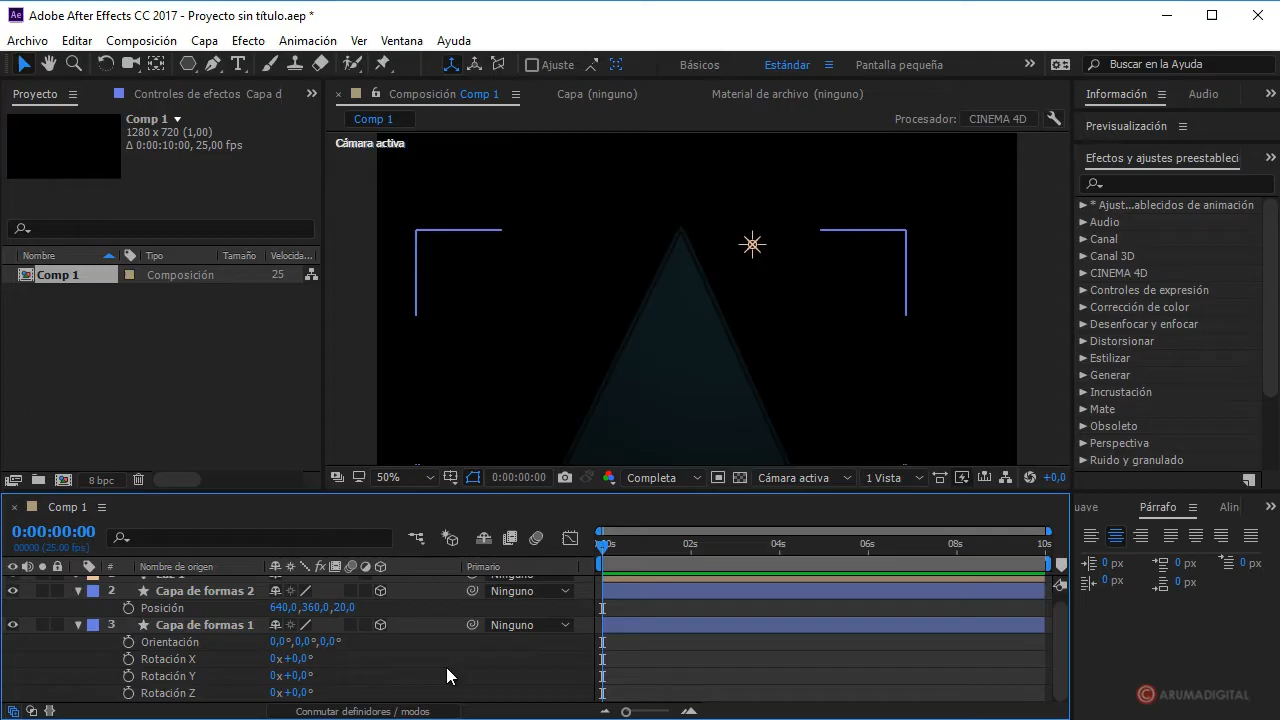 Ae Adobe After Effects CC 2017 - Proyecto sin título.aep *
Archivo Editar Composición Capa Efecto Animación Ver Ventana Ayuda
Ajuste Básicos Estándar Pantalla pequeña Buscar en la Ayuda
Proyecto Controles de efectos Capa d Composición Comp 1 Capa (ninguno) Material de archivo (ninguno) Información Audio
Comp 1 Procesador: CINEMA 4D
Comp 1
1280 x 720 (1,00)
Δ 0:00:10:00, 25,00 fps
Cámara activa
Previsualización
Efectos y ajustes preestableci
* Ajust...ablecidos de animación
Audio
Canal
Canal 3D
CINEMA 4D
Controles de expresión
Corrección de color
Desenfocar y enfocar
Distorsionar
Estilizar
Generar
Incrustación
Mate
Obsoleto
Perspectiva
Ruido y granulado
Nombre Tipo Tamaño Velocida...
Comp 1 Composición 25
8 bpc
50% 0:00:00:00 Completa Cámara activa 1 Vista +0,0
Comp 1
0:00:00:00
00000 (25.00 fps)
00s 02s 04s 06s 08s 10s
# Nombre de origen fx Primario
2 Capa de formas 2 Ninguno
Posición 640,0,360,0,20,0
3 Capa de formas 1 Ninguno
Orientación 0,0°,0,0°,0,0°
Rotación X 0x+0,0°
Rotación Y 0x+0,0°
Rotación Z 0x+0,0°
Conmutar definidores / modos
uave Párrafo Alin
0 px 0 px 0 px
0 px 0 px
C ARUMADIGITAL